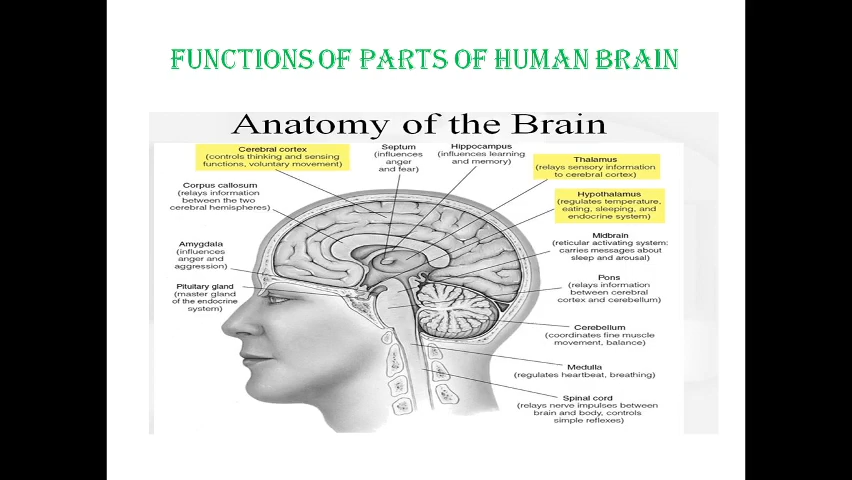 FUNCTIONS OF PARTS OF HUMAN BRAIN
Anatomy of the Brain
Cerebral cortex
(controls thinking and sensing
functions, voluntary movement)
Septum
(influences
anger
and fear)
Hippocampus
(influences learning
and memory)
Thalamus
(relays sensory information
to cerebral cortex)
Corpus callosum
(relays information
between the two
cerebral hemispheres)
Hypothalamus
(regulates temperature,
eating, sleeping, and
endocrine system)
Amygdala
(influences
anger and
aggression)
Midbrain
(reticular activating system:
carries messages about
sleep and arousal)
Pituitary gland
(master gland
of the endocrine
system)
Pons
(relays information
between cerebral
cortex and cerebellum)
Cerebellum
(coordinates fine muscle
movement, balance)
Medulla
(regulates heartbeat, breathing)
Spinal cord
(relays nerve impulses between
brain and body, controls
simple reflexes)